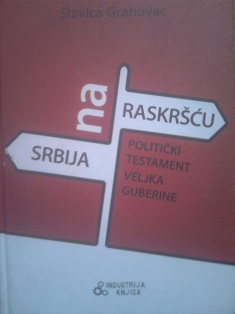 Slavica Grahovac
SRBIJA
na
RASKRŠĆU
POLITIČKI
TESTAMENT
VELJKA
GUBERINE
INDUSTRIJA
KNJIGA